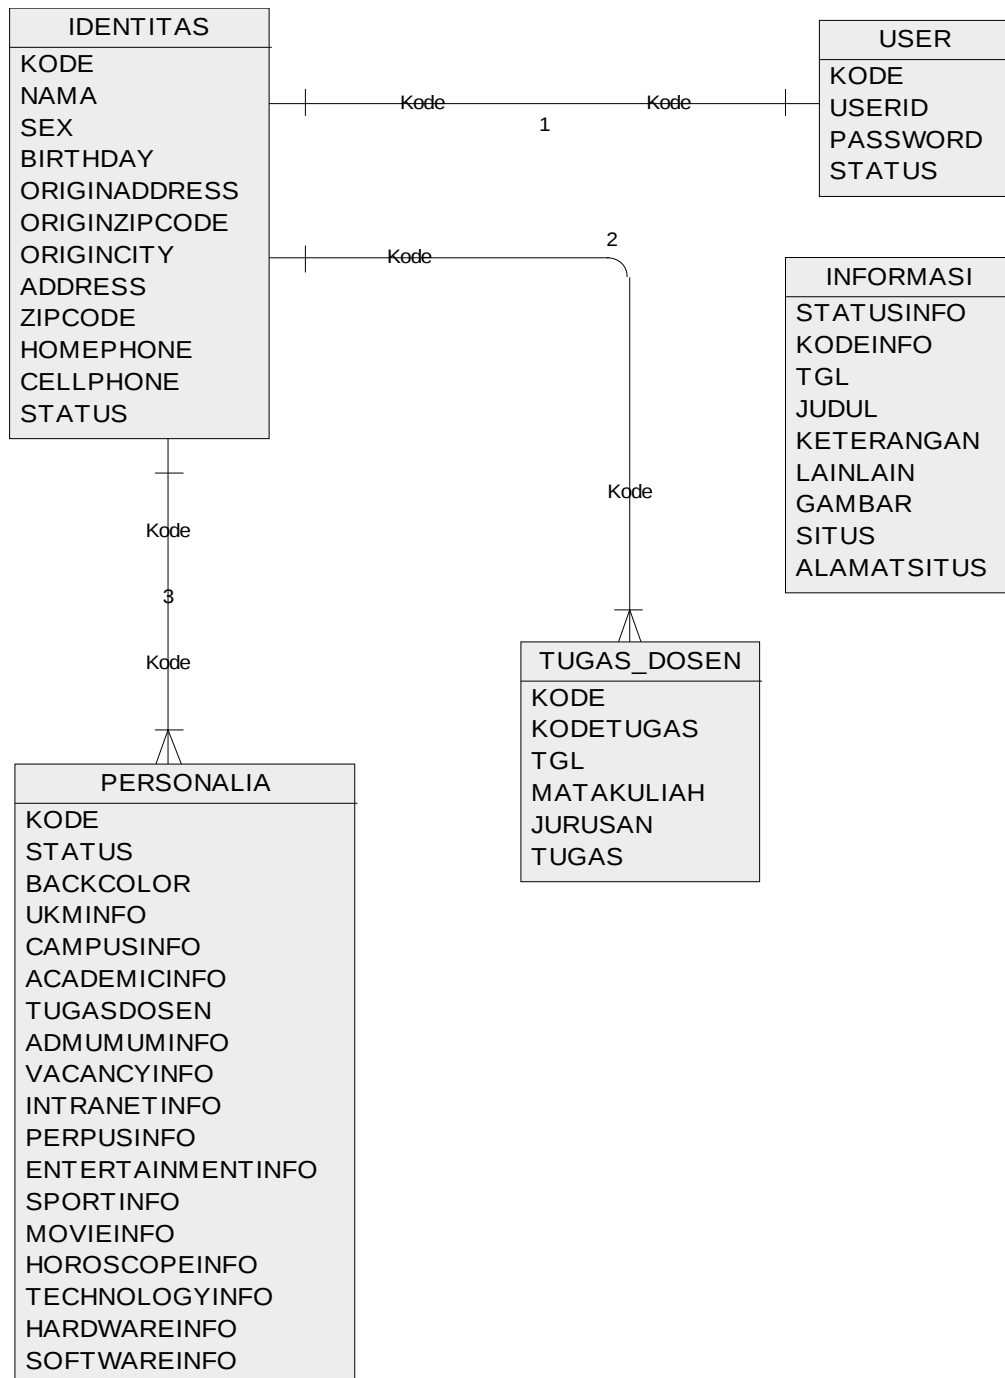 IDENTITAS
KODE
NAMA
SEX
BIRTHDAY
ORIGINADDRESS
ORIGINZIPCODE
ORIGINCITY
ADDRESS
ZIPCODE
HOMEPHONE
CELLPHONE
STATUS
Kode
Kode
1
USER
KODE
USERID
PASSWORD
STATUS
Kode
2
Kode
INFORMASI
STATUSINFO
KODEINFO
TGL
JUDUL
KETERANGAN
LAINLAIN
GAMBAR
SITUS
ALAMATSITUS
Kode
3
Kode
TUGAS_DOSEN
KODE
KODETUGAS
TGL
MATAKULIAH
JURUSAN
TUGAS
PERSONALIA
KODE
STATUS
BACKCOLOR
UKMINFO
CAMPUSINFO
ACADEMICINFO
TUGASDOSEN
ADMUMUMINFO
VACANCYINFO
INTRANETINFO
PERPUSINFO
ENTERTAINMENTINFO
SPORTINFO
MOVIEINFO
HOROSCOPEINFO
TECHNOLOGYINFO
HARDWAREINFO
SOFTWAREINFO